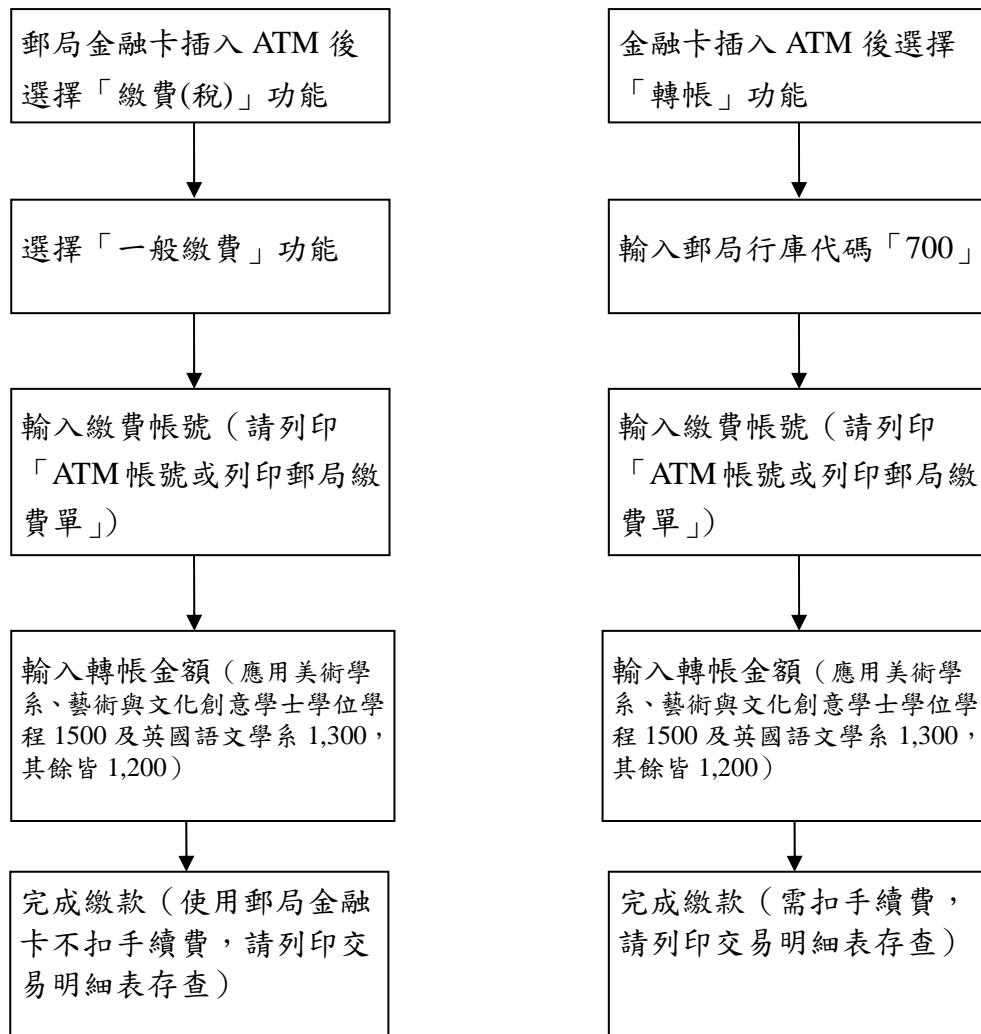 郵局金融卡插入 ATM 後
選擇「繳費(稅)」功能
選擇「一般繳費」功能
輸入繳費帳號（請列印
「ATM 帳號或列印郵局繳
費單」）
輸入轉帳金額（應用美術學
系、藝術與文化創意學士學位學
程 1500 及英國語文學系 1,300，
其餘皆 1,200）
完成繳款（使用郵局金融
卡不扣手續費，請列印交
易明細表存查）
金融卡插入 ATM 後選擇
「轉帳」功能
輸入郵局行庫代碼「700」
輸入繳費帳號（請列印
「ATM 帳號或列印郵局繳
費單」）
輸入轉帳金額（應用美術學
系、藝術與文化創意學士學位學
程 1500 及英國語文學系 1,300，
其餘皆 1,200）
完成繳款（需扣手續費，
請列印交易明細表存查）